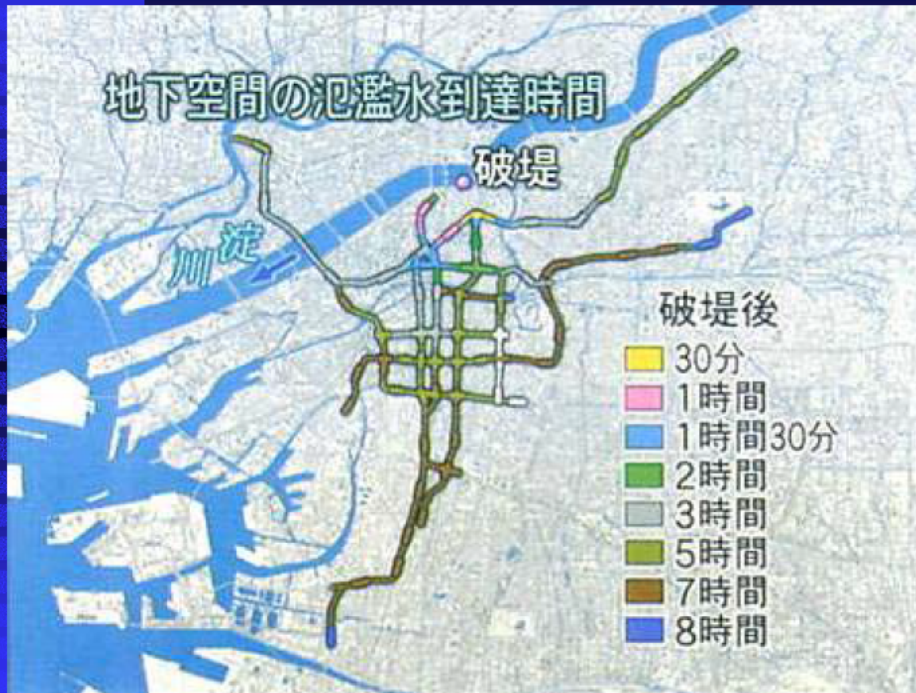 地下空間の氾濫水到達時間
破堤
淀川
破堤後
30分
1時間
1時間30分
2時間
3時間
5時間
7時間
8時間